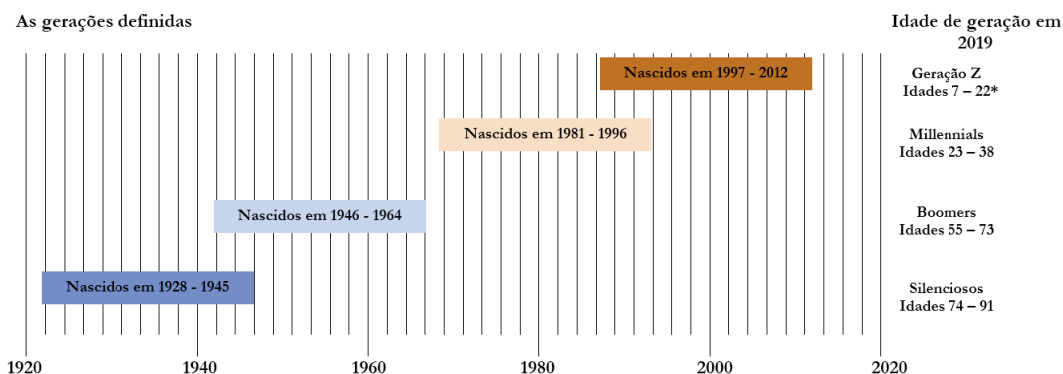 As gerações definidas
Idade de geração em
2019
Nascidos em 1997 - 2012
Geração Z
Idades 7 – 22*
Nascidos em 1981 - 1996
Millennials
Idades 23 – 38
Nascidos em 1946 - 1964
Boomers
Idades 55 – 73
Nascidos em 1928 - 1945
Silenciosos
Idades 74 – 91
1920 1940 1960 1980 2000 2020